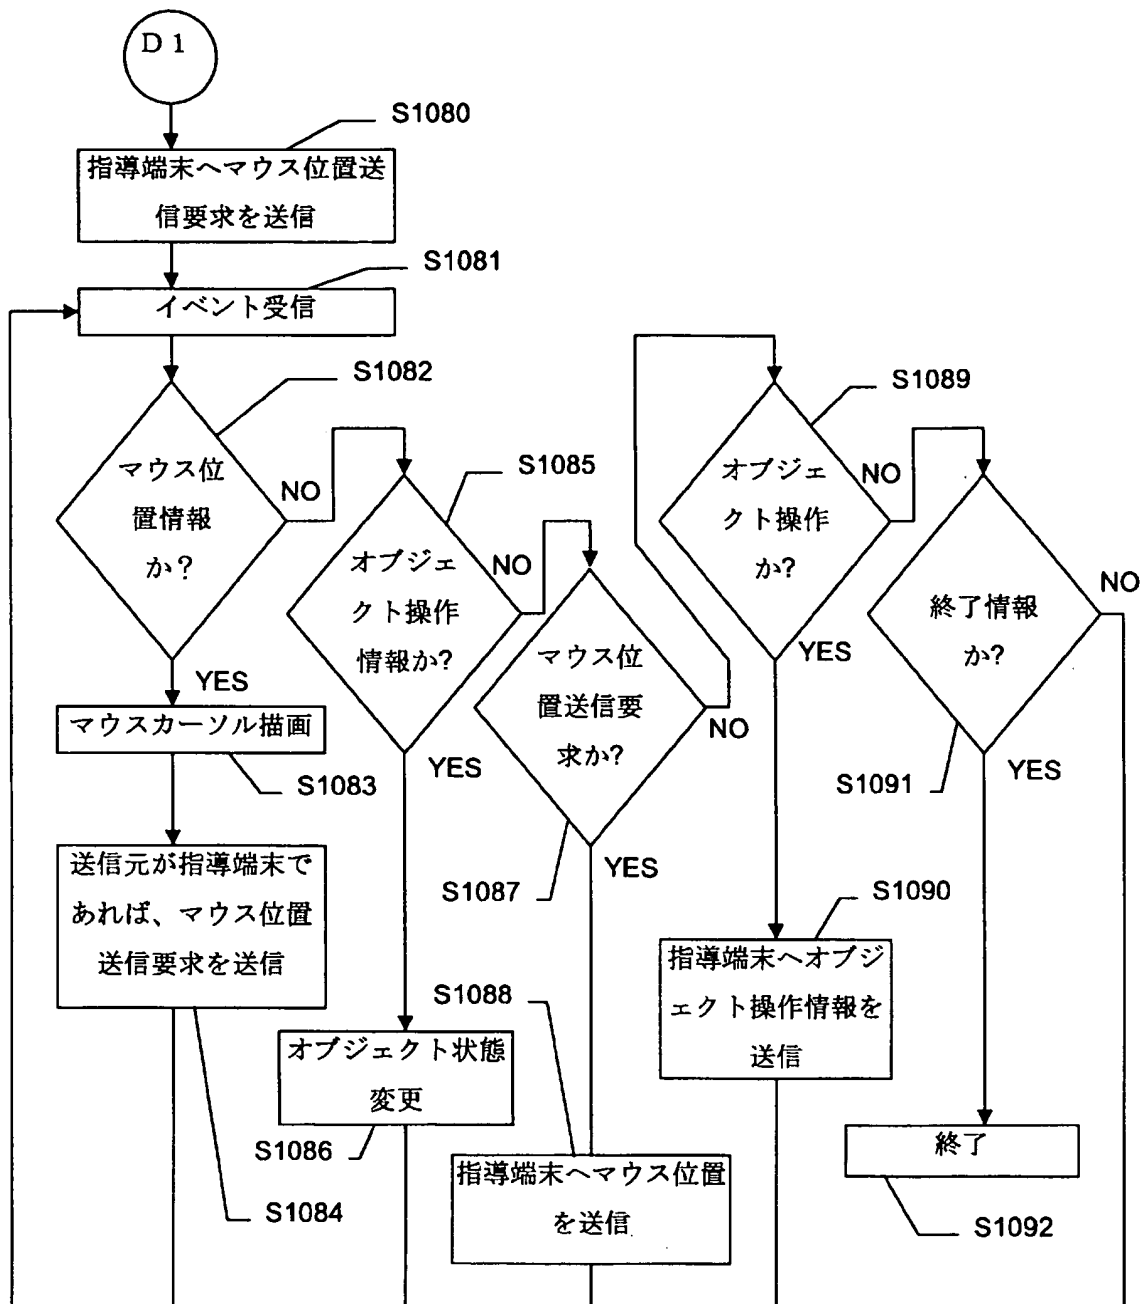 D1
S1080
指導端末へマウス位置送
信要求を送信
S1081
イベント受信
S1082
マウス位
置情報
か?
NO
YES
マウスカーソル描画
S1083
送信元が指導端末で
あれば、マウス位置
送信要求を送信
S1084
S1085
オブジェ
クト操作
情報か?
NO
YES
オブジェクト状態
変更
S1086
マウス位
置送信要
求か?
NO
S1087
YES
S1088
指導端末へマウス位置
を送信
S1089
オブジェ
クト操作
か?
NO
YES
S1090
指導端末へオブジ
ェクト操作情報を
送信
終了情報
か?
NO
S1091
YES
終了
S1092